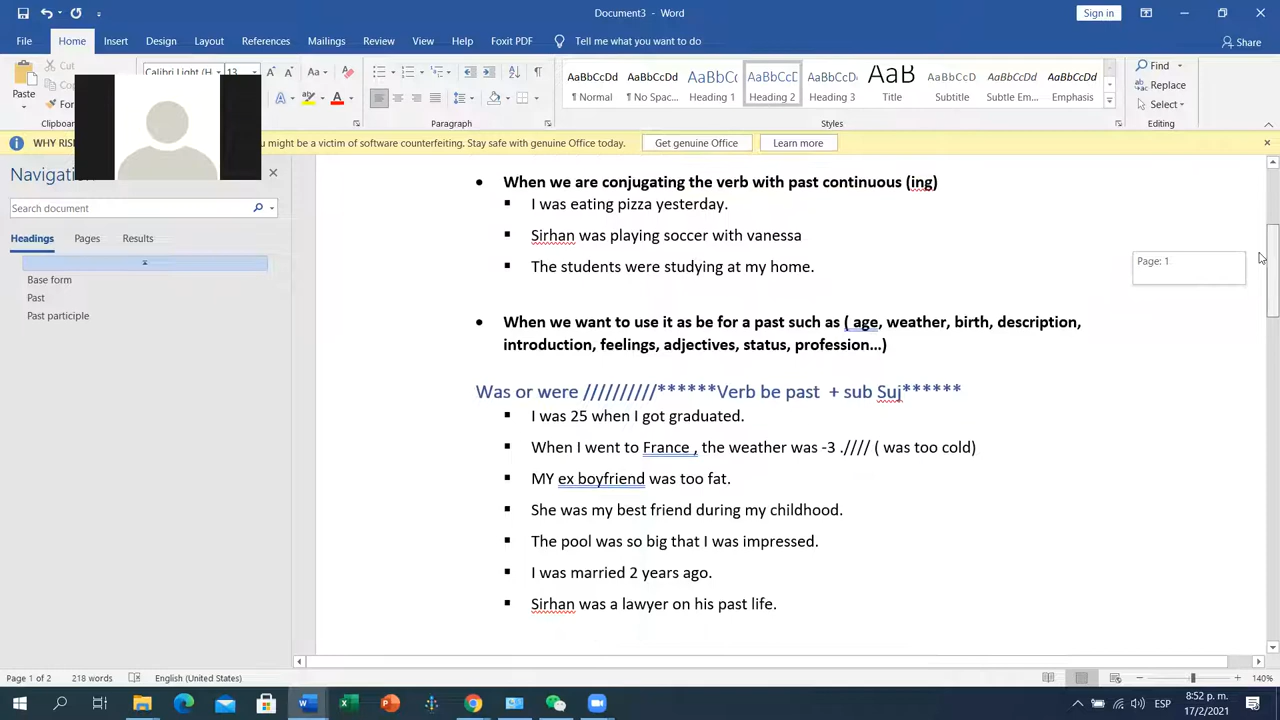 Document3 - Word
Sign in
File Home Insert Design Layout References Mailings Review View Help Foxit PDF Tell me what you want to do Share
Paste
Calibri Light (H 13 Aa
AaBbCcDd AaBbCcDd AaBbC AaBbCcD AaBbCcD AaB AaBbCcD AaBbCcDd AaBbCcDd
¶ Normal ¶ No Spac... Heading 1 Heading 2 Heading 3 Title Subtitle Subtle Em... Emphasis
Find
Replace
Select
Paragraph Styles Editing
WHY RIS u might be a victim of software counterfeiting. Stay safe with genuine Office today. Get genuine Office Learn more
Search document
Headings Pages Results
Base form
Past
Past participle
• When we are conjugating the verb with past continuous (ing)
▪ I was eating pizza yesterday.
▪ Sirhan was playing soccer with vanessa
▪ The students were studying at my home.
Page: 1
• When we want to use it as be for a past such as ( age, weather, birth, description,
introduction, feelings, adjectives, status, profession...)
Was or were //////////******Verb be past + sub Suj******
▪ I was 25 when I got graduated.
▪ When I went to France , the weather was -3 .//// ( was too cold)
▪ MY ex boyfriend was too fat.
▪ She was my best friend during my childhood.
▪ The pool was so big that I was impressed.
▪ I was married 2 years ago.
▪ Sirhan was a lawyer on his past life.
Page 1 of 2 218 words English (United States) 140%
ESP 8:52 p. m.
17/2/2021